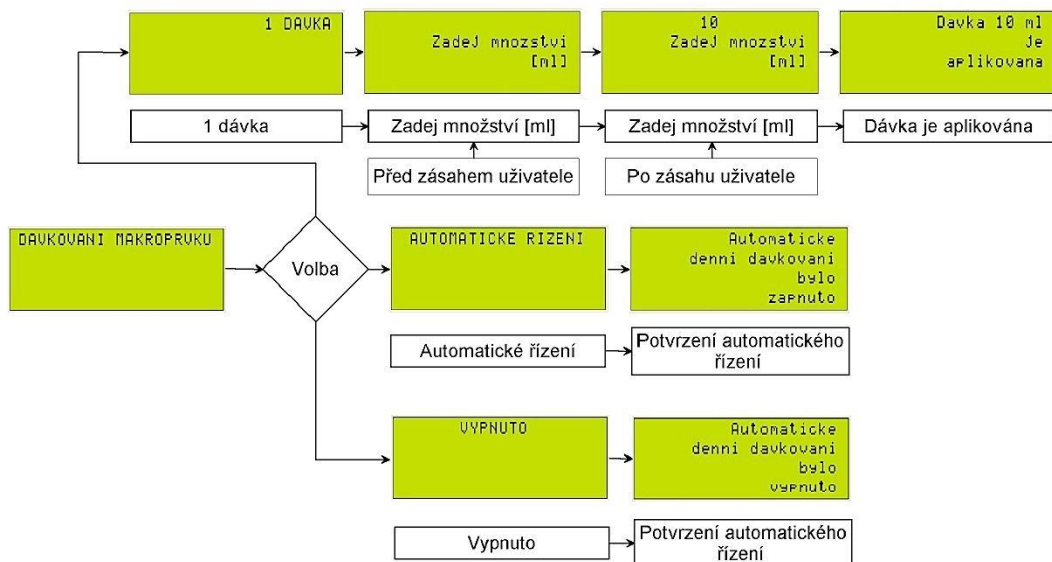 1 DAVKA
Zadej mnozstvi
[ml]
10
Zadej mnozstvi
[ml]
Davka 10 ml
je
aplikovana
1 dávka
Zadej množství [ml]
Zadej množství [ml]
Dávka je aplikována
Před zásahem uživatele
Po zásahu uživatele
DAVKOVANI MAKROPRVKU
Volba
AUTOMATICKE RIZENI
Automaticke
denni davkovani
bylo
zapnuto
Automatické řízení
Potvrzení automatického
řízení
VYPNUTO
Automaticke
denni davkovani
bylo
vypnuto
Vypnuto
Potvrzení automatického
řízení